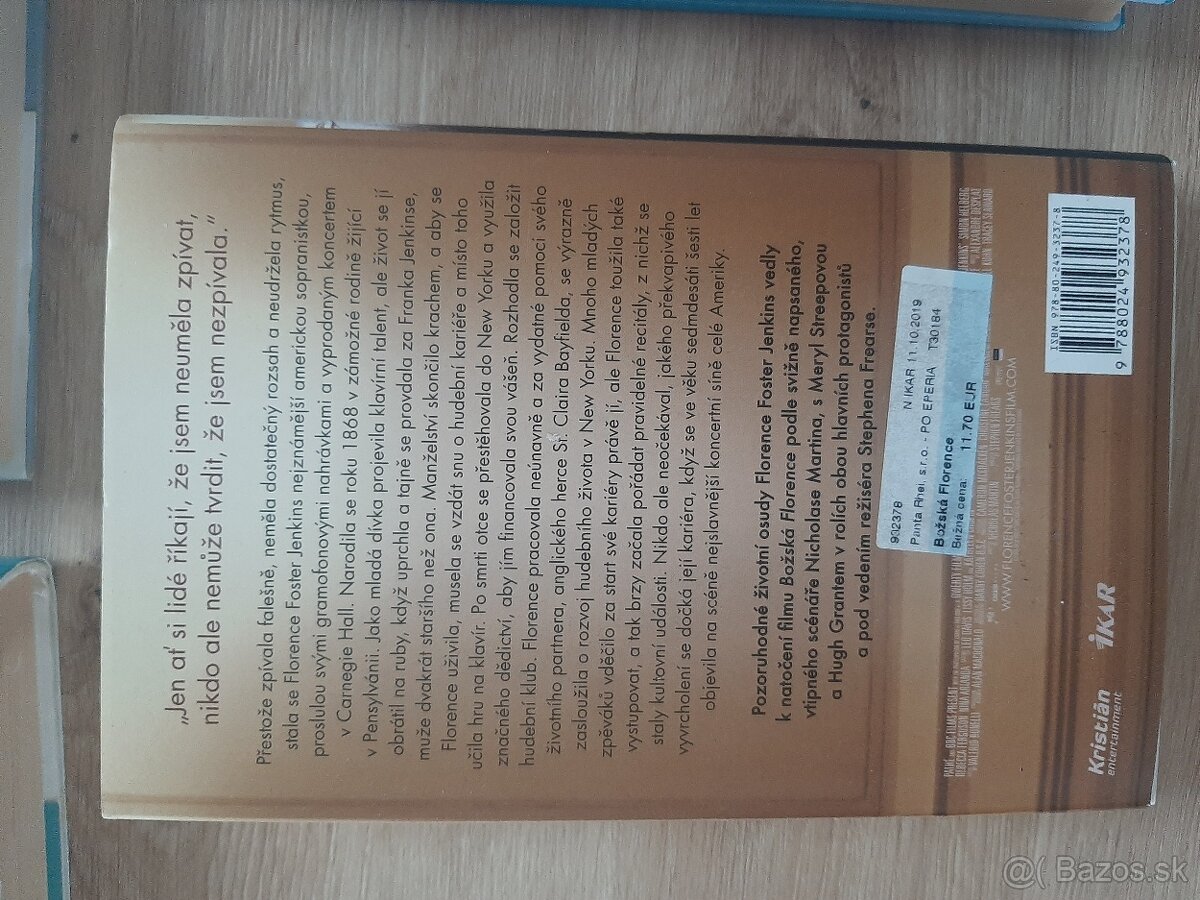 „Jen ať si lidé říkají, že jsem neuměla zpívat,
nikdo ale nemůže tvrdit, že jsem nezpívala.“
Přestože zpívala falešně, neměla dostatečný rozsah a neudržela rytmus,
stala se Florence Foster Jenkins nejznámější americkou sopranistkou,
proslulou svými gramofonovými nahrávkami a vyprodaným koncertem
v Carnegie Hall. Narodila se roku 1868 v zámožné rodině žijící
v Pensylvánii. Jako mladá dívka projevila klavírní talent, ale život se jí
obrátil na ruby, když uprchla a tajně se provdala za Franka Jenkinse,
muže dvakrát staršího než ona. Manželství skončilo krachem, a aby se
Florence uživila, musela se vzdát snu o hudební kariéře a místo toho
učila hru na klavír. Po smrti otce se přestěhovala do New Yorku a využila
značného dědictví, aby jím financovala svou vášeň. Rozhodla se založit
hudební klub. Florence pracovala neúnavně a za vydatné pomoci svého
životního partnera, anglického herce St. Claira Bayfielda, se výrazně
zasloužila o rozvoj hudebního života v New Yorku. Mnoho mladých
zpěváků vděčilo za start své kariéry právě jí, ale Florence toužila také
vystupovat, a tak brzy začala pořádat pravidelné recitály, z nichž se
staly kultovní události. Nikdo ale neočekával, jakého překvapivého
vyvrcholení se dočká její kariéra, když se ve věku sedmdesáti šesti let
objevila na scéně nejslavnější koncertní síně celé Ameriky.
Pozoruhodné životní osudy Florence Foster Jenkins vedly
k natočení filmu Božská Florence podle svižně napsaného,
vtipného scénáře Nicholase Martina, s Meryl Streepovou
a Hugh Grantem v rolích obou hlavních protagonistů
a pod vedením režiséra Stephena Frearse.
932378 N IKAR 11.10.2019
Panta Rhei, s.r.o. - PO EPERIA T30184
Božská Florence
Bežná cena: 11.70 EUR
WWW.FLORENCEFOSTERJENKINSFILM.COM
Kristián
entertainment
IKAR
ISBN 978-80-249-3237-8
9 788024 932378
@( Bazos.sk